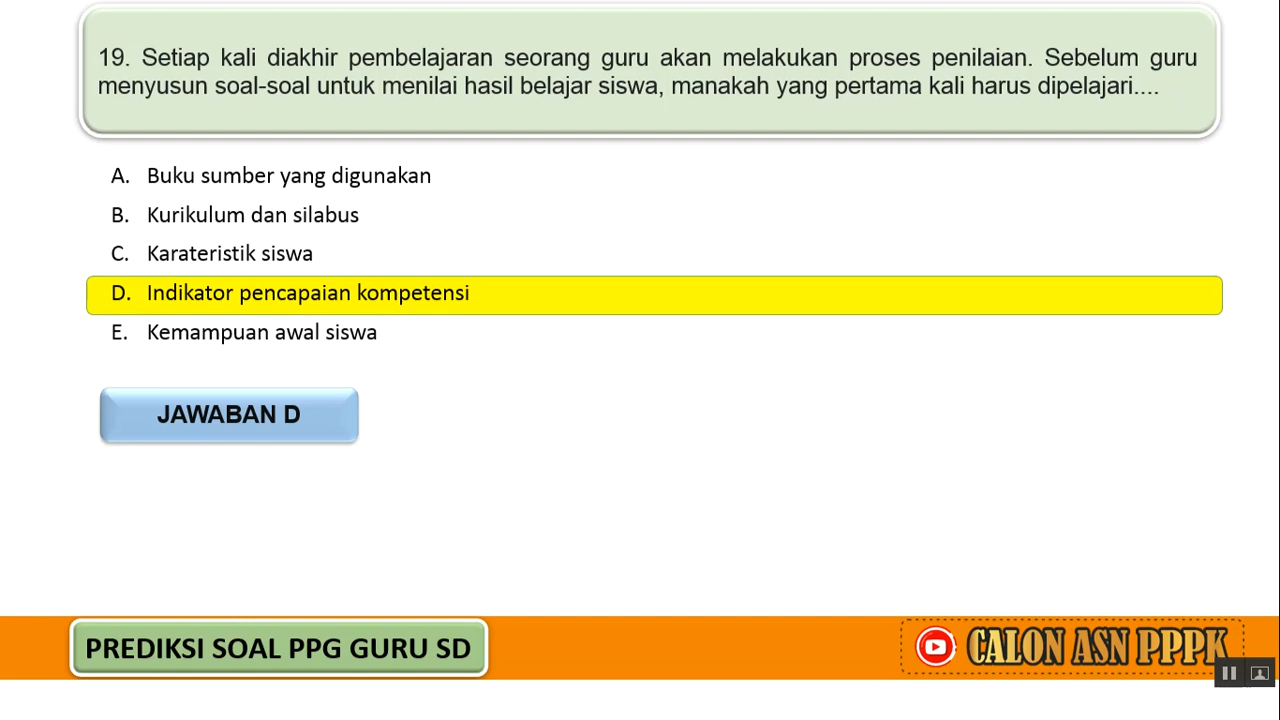 19. Setiap kali diakhir pembelajaran seorang guru akan melakukan proses penilaian. Sebelum guru
menyusun soal-soal untuk menilai hasil belajar siswa, manakah yang pertama kali harus dipelajari....
A. Buku sumber yang digunakan
B. Kurikulum dan silabus
C. Karateristik siswa
D. Indikator pencapaian kompetensi
E. Kemampuan awal siswa
JAWABAN D
PREDIKSI SOAL PPG GURU SD
CALON ASN PPPK